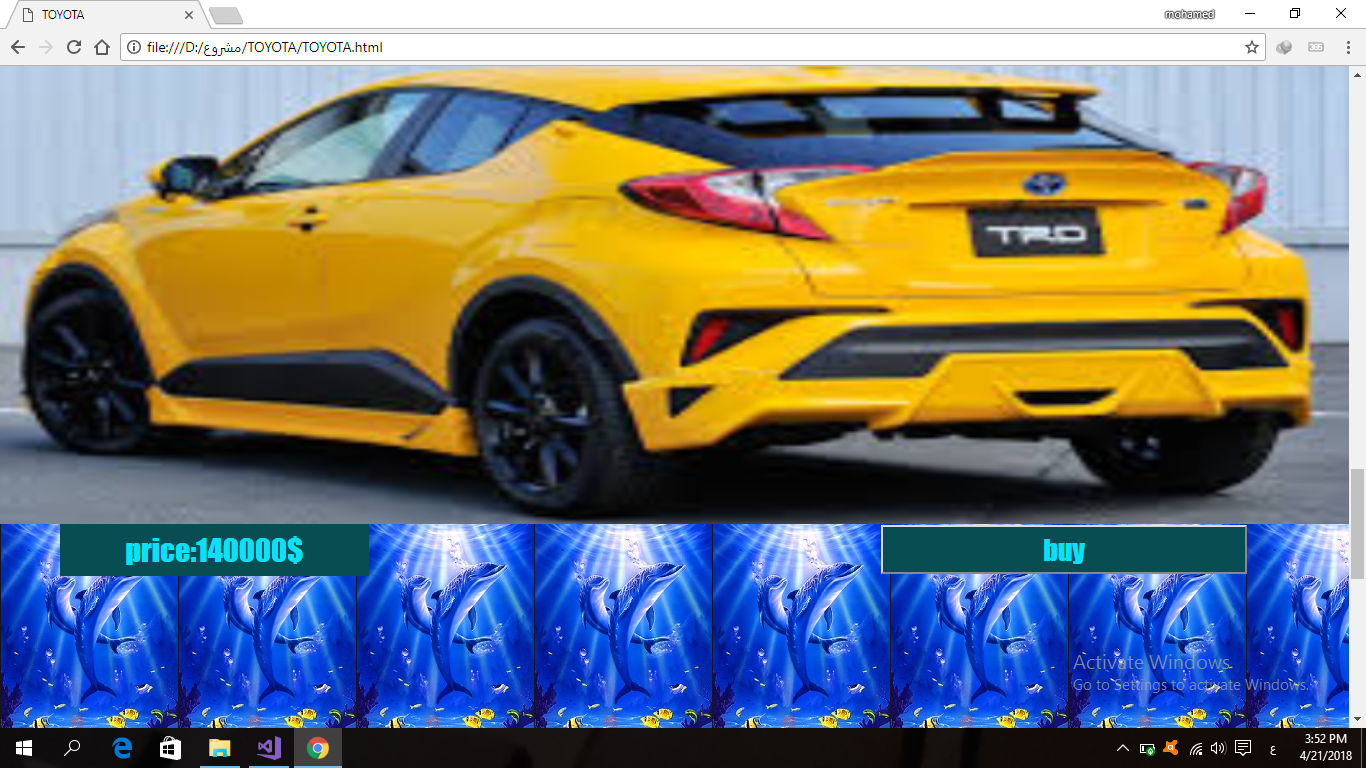 TOYOTA
mohamed
file:///D:/مشروع/TOYOTA/TOYOTA.html
TRD
price:140000$
buy
Activate Windows
Go to Settings to activate Windows.
ع
3:52 PM
4/21/2018